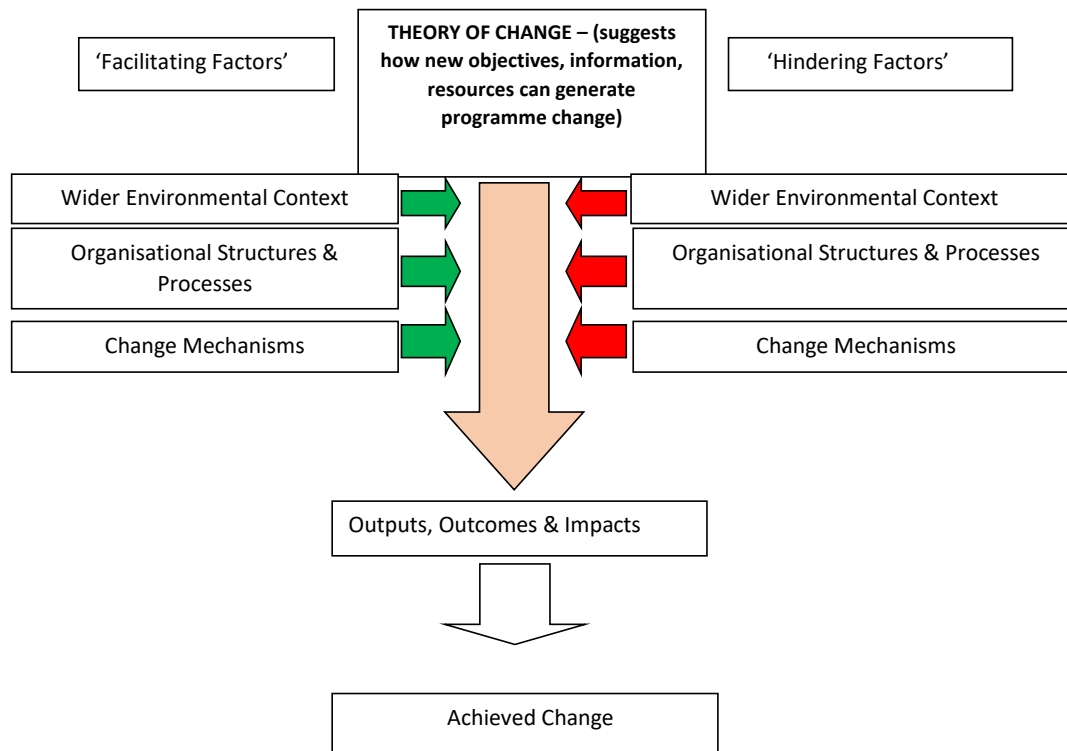 ‘Facilitating Factors’
THEORY OF CHANGE – (suggests
how new objectives, information,
resources can generate
programme change)
‘Hindering Factors’
Wider Environmental Context
Wider Environmental Context
Organisational Structures &
Processes
Organisational Structures & Processes
Change Mechanisms
Change Mechanisms
Outputs, Outcomes & Impacts
Achieved Change